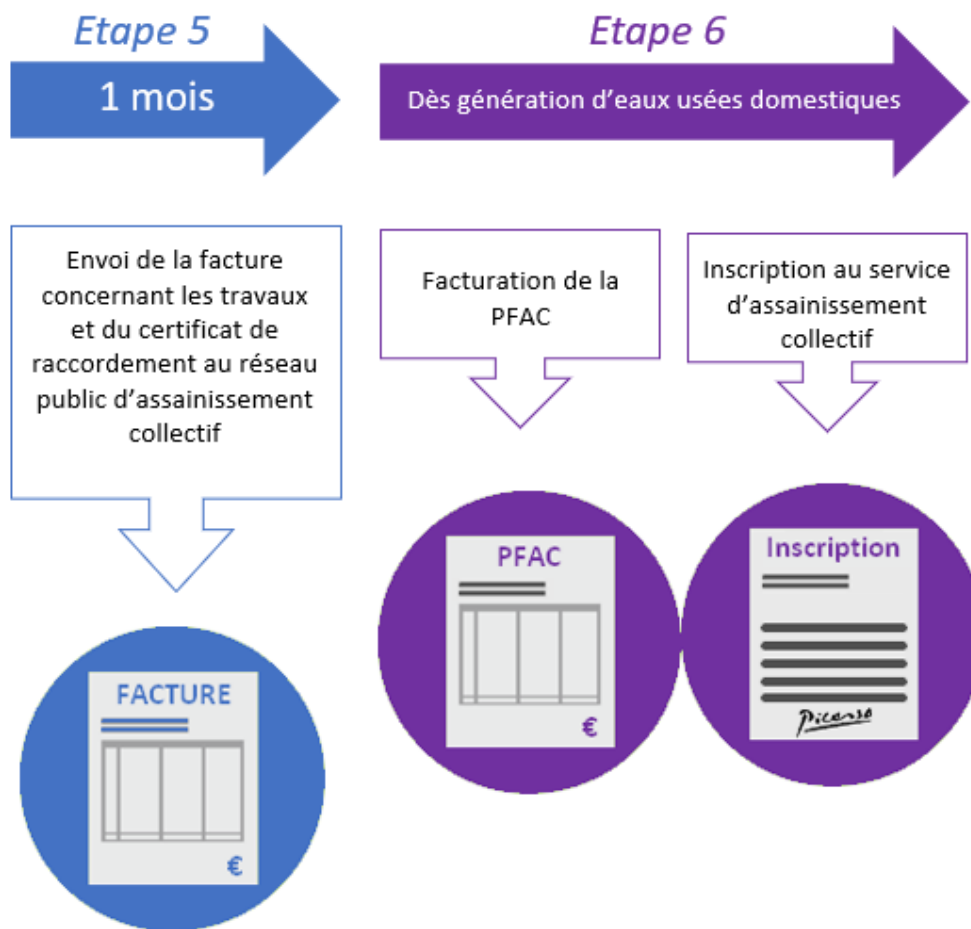 Etape 5
1 mois
Envoi de la facture
concernant les travaux
et du certificat de
raccordement au réseau
public d'assainissement
collectif
FACTURE
€
Etape 6
Dès génération d'eaux usées domestiques
Facturation de la
PFAC
PFAC
€
Inscription au service
d'assainissement
collectif
Inscription
Picasso